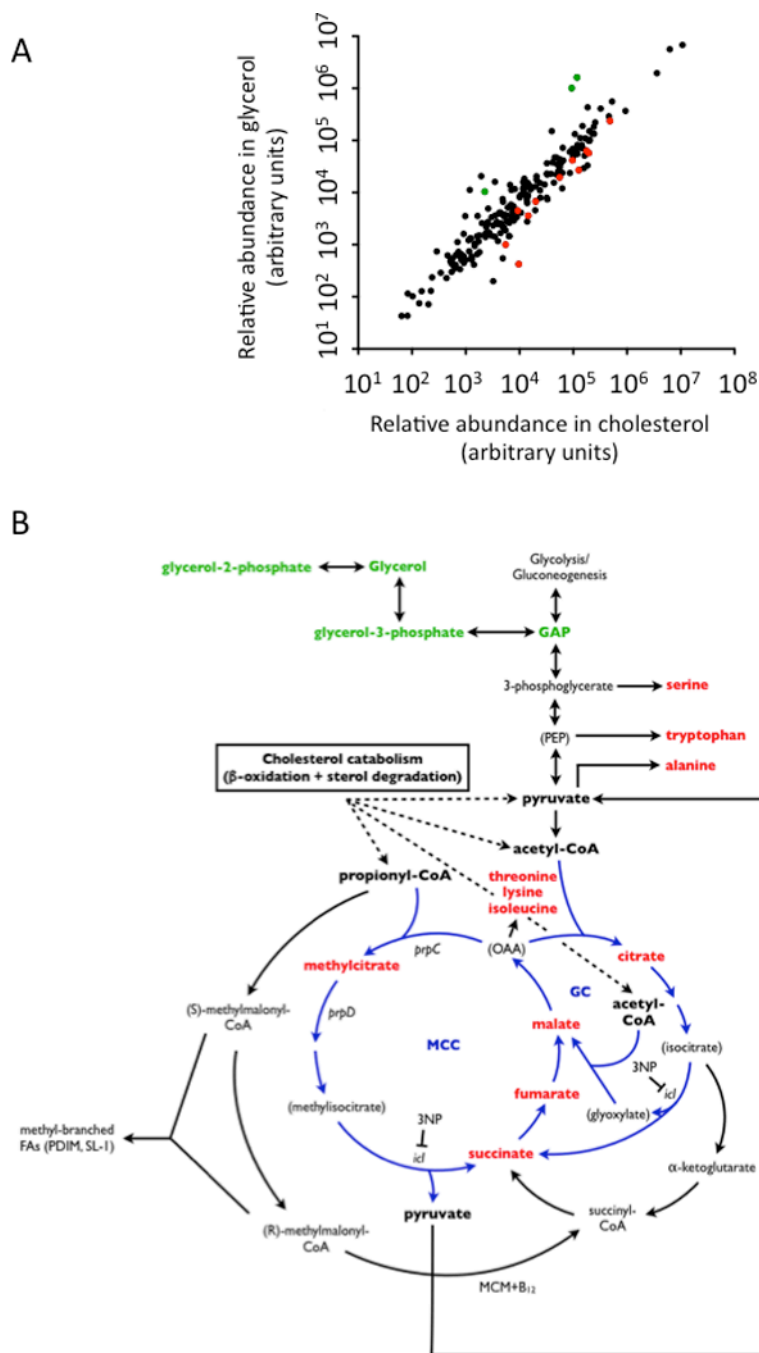 A
Relative abundance in glycerol
(arbitrary units)
10⁷
10⁶
10⁵
10⁴
10³
10²
10¹
10¹ 10² 10³ 10⁴ 10⁵ 10⁶ 10⁷ 10⁸
Relative abundance in cholesterol
(arbitrary units)
B
glycerol-2-phosphate
Glycerol
Glycolysis/
Gluconeogenesis
glycerol-3-phosphate
GAP
3-phosphoglycerate
serine
(PEP)
tryptophan
alanine
Cholesterol catabolism
(β-oxidation + sterol degradation)
pyruvate
acetyl-CoA
propionyl-CoA
threonine
lysine
isoleucine
prpC
(OAA)
citrate
methylcitrate
GC
acetyl-
CoA
(S)-methylmalonyl-
CoA
prpD
malate
(isocitrate)
MCC
3NP
icl
fumarate
(glyoxylate)
(methylisocitrate)
3NP
icl
methyl-branched
FAs (PDIM, SL-1)
succinate
α-ketoglutarate
pyruvate
succinyl-
CoA
(R)-methylmalonyl-
CoA
MCM+B₁₂